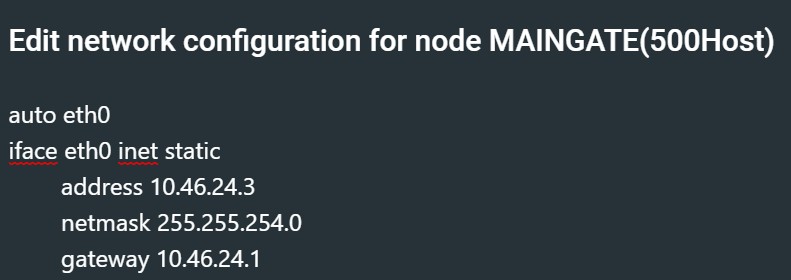 Edit network configuration for node MAINGATE(500Host)
auto eth0
iface eth0 inet static
address 10.46.24.3
netmask 255.255.254.0
gateway 10.46.24.1